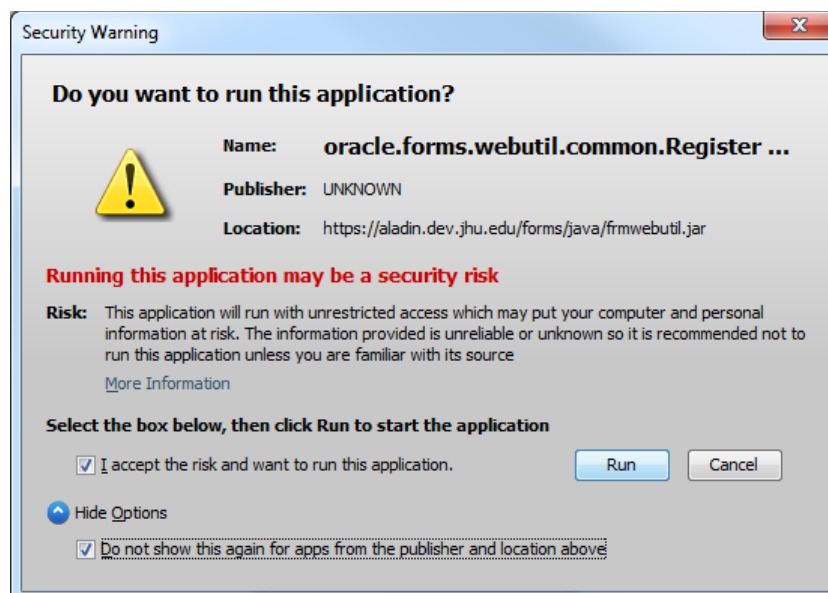 Security Warning
Do you want to run this application?
Name: oracle.forms.webutil.common.Register ...
Publisher: UNKNOWN
Location: https://aladin.dev.jhu.edu/forms/java/frmwebutil.jar
Running this application may be a security risk
Risk: This application will run with unrestricted access which may put your computer and personal
information at risk. The information provided is unreliable or unknown so it is recommended not to
run this application unless you are familiar with its source
More Information
Select the box below, then click Run to start the application
I accept the risk and want to run this application. Run Cancel
Hide Options
Do not show this again for apps from the publisher and location above